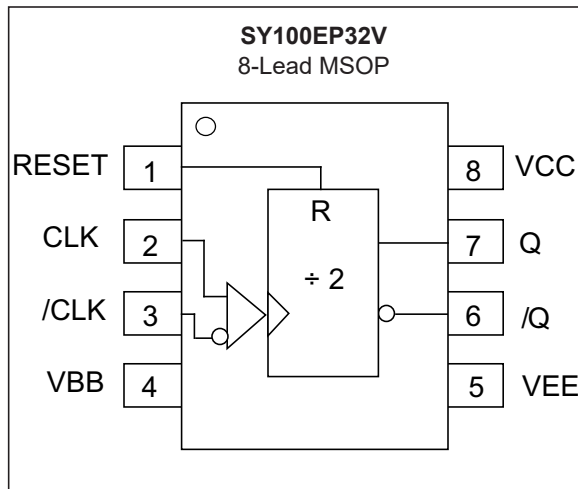 SY100EP32V
8-Lead MSOP
RESET 1 8 VCC
R
CLK 2 7 Q
÷ 2
/CLK 3 6 /Q
VBB 4 5 VEE